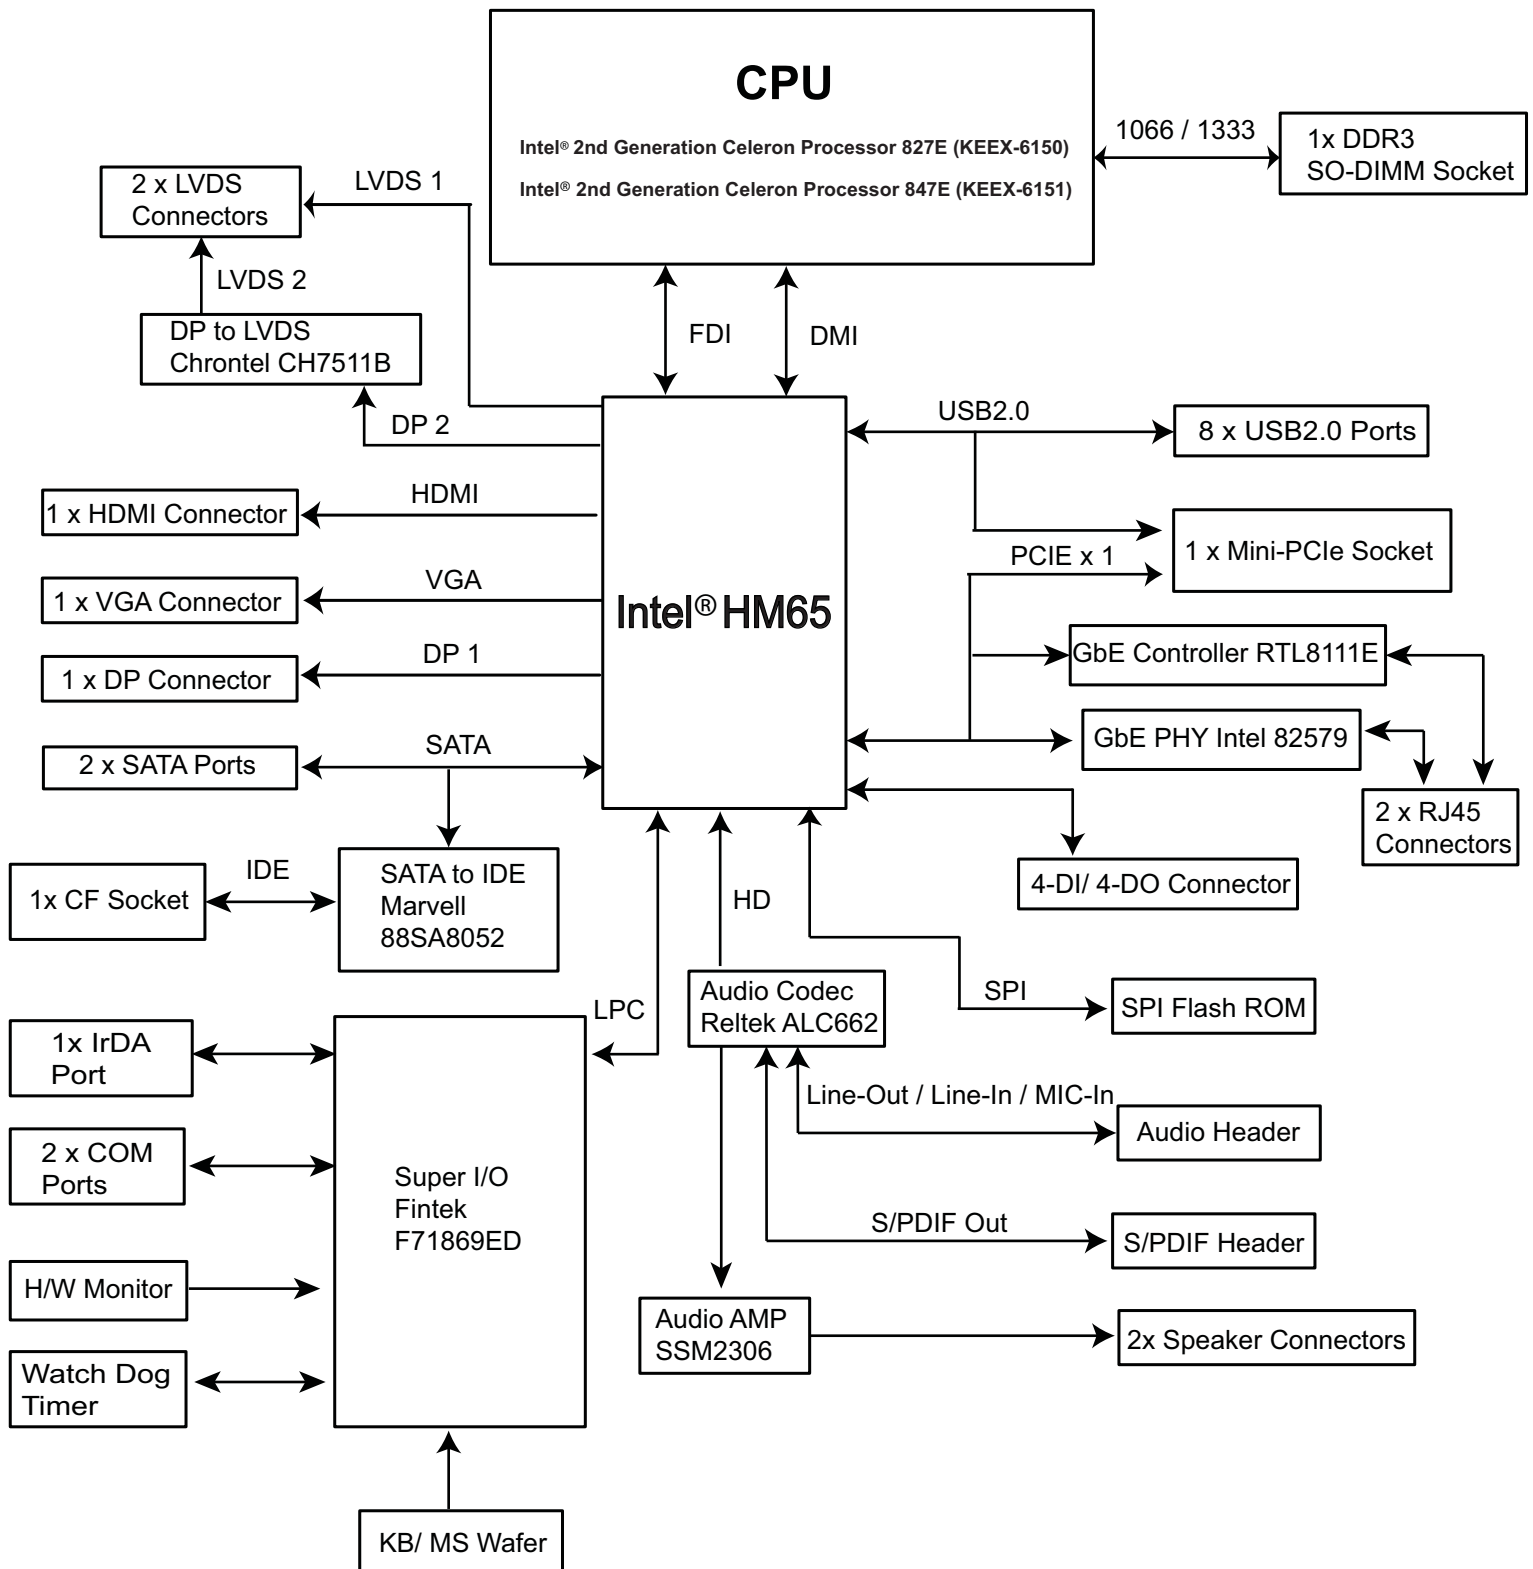 CPU
Intel® 2nd Generation Celeron Processor 827E (KEEX-6150)
Intel® 2nd Generation Celeron Processor 847E (KEEX-6151)
1066 / 1333
1x DDR3
SO-DIMM Socket
2 x LVDS
Connectors
LVDS 1
LVDS 2
DP to LVDS
Chrontel CH7511B
DP 2
FDI
DMI
USB2.0
8 x USB2.0 Ports
HDMI
1 x HDMI Connector
1 x Mini-PCIe Socket
PCIE x 1
VGA
1 x VGA Connector
Intel® HM65
DP 1
1 x DP Connector
GbE Controller RTL8111E
GbE PHY Intel 82579
SATA
2 x SATA Ports
2 x RJ45
Connectors
4-DI/ 4-DO Connector
IDE
1x CF Socket
SATA to IDE
Marvell
88SA8052
HD
LPC
Audio Codec
Reltek ALC662
SPI
SPI Flash ROM
1x IrDA
Port
Line-Out / Line-In / MIC-In
Audio Header
2 x COM
Ports
Super I/O
Fintek
F71869ED
S/PDIF Out
S/PDIF Header
H/W Monitor
Audio AMP
SSM2306
2x Speaker Connectors
Watch Dog
Timer
KB/ MS Wafer